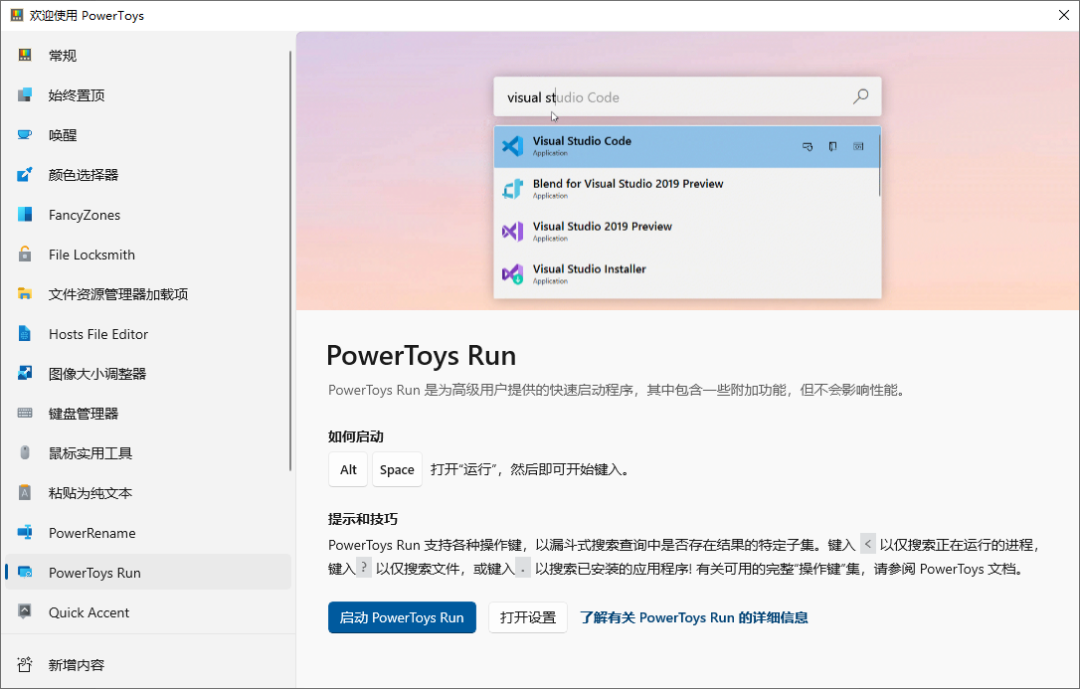 欢迎使用 PowerToys
常规
始终置顶
唤醒
颜色选择器
FancyZones
File Locksmith
文件资源管理器加载项
Hosts File Editor
图像大小调整器
键盘管理器
鼠标实用工具
粘贴为纯文本
PowerRename
PowerToys Run
Quick Accent
新增内容
visual studio Code
Visual Studio Code
Application
Blend for Visual Studio 2019 Preview
Application
Visual Studio 2019 Preview
Application
Visual Studio Installer
Application
PowerToys Run
PowerToys Run 是为高级用户提供的快速启动程序，其中包含一些附加功能，但不会影响性能。
如何启动
Alt Space 打开“运行”，然后即可开始键入。
提示和技巧
PowerToys Run 支持各种操作键，以漏斗式搜索查询中是否存在结果的特定子集。键入 < 以仅搜索正在运行的进程，
键入 ? 以仅搜索文件，或键入 . 以搜索已安装的应用程序! 有关可用的完整“操作键”集，请参阅 PowerToys 文档。
启动 PowerToys Run 打开设置 了解有关 PowerToys Run 的详细信息